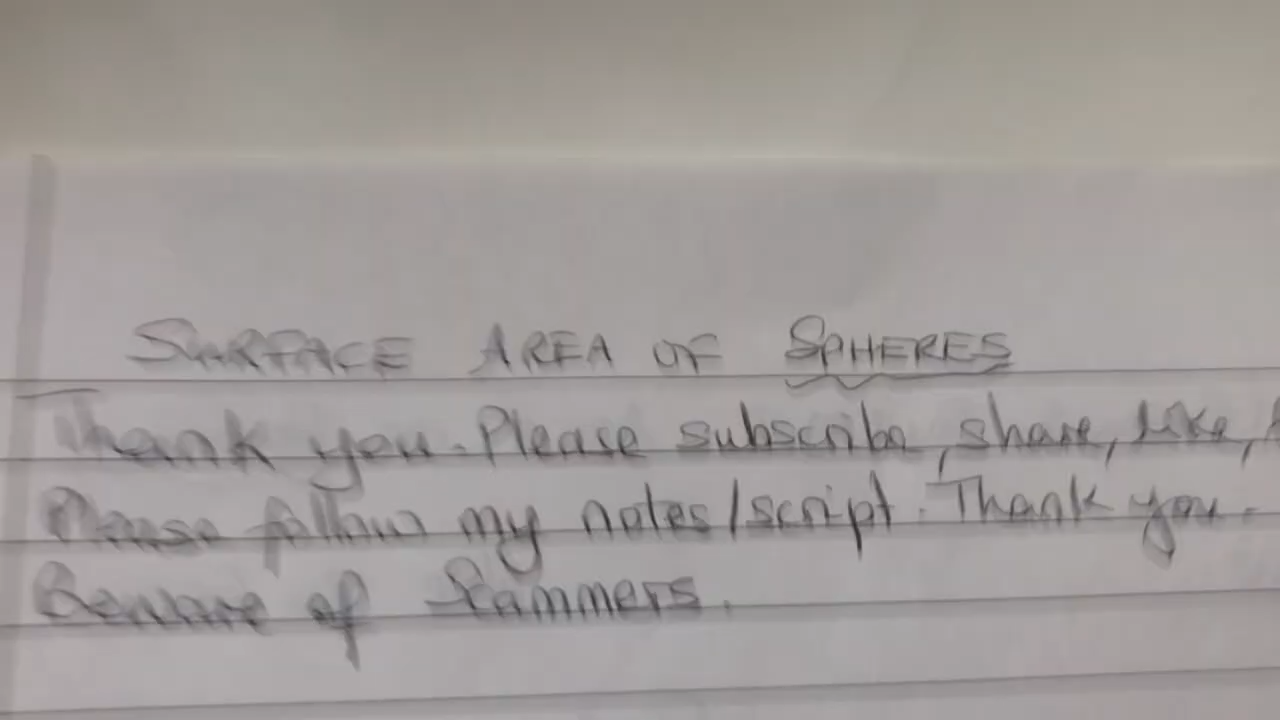 SURFACE AREA OF SPHERES
Thank you. Please subscribe, share, like,
Please follow my notes/script. Thank you.
Beware of Scammers.